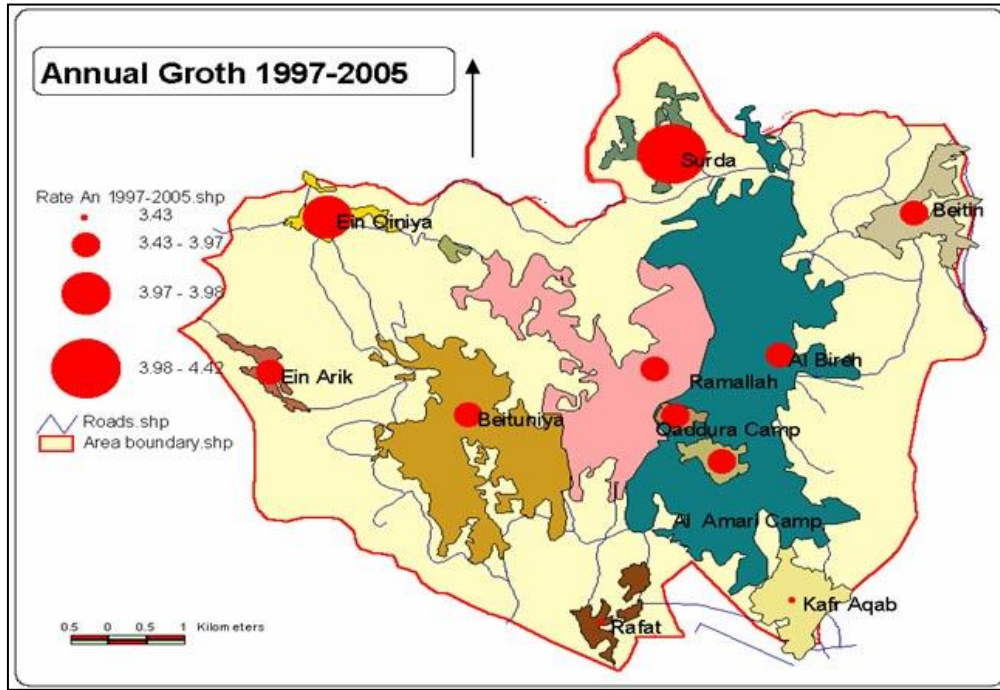 Annual Groth 1997-2005
Surda
Rate An 1997-2005.shp
3.43
3.43 - 3.97
3.97 - 3.98
3.98 - 4.42
Roads.shp
Area boundary.shp
Ein Qiniya
Beitin
Ein Arik
Al Bireh
Ramallah
Beituniya
Qaddura Camp
Al Amari Camp
Kafr Aqab
Rafat
0.5 0 0.5 1 Kilometers